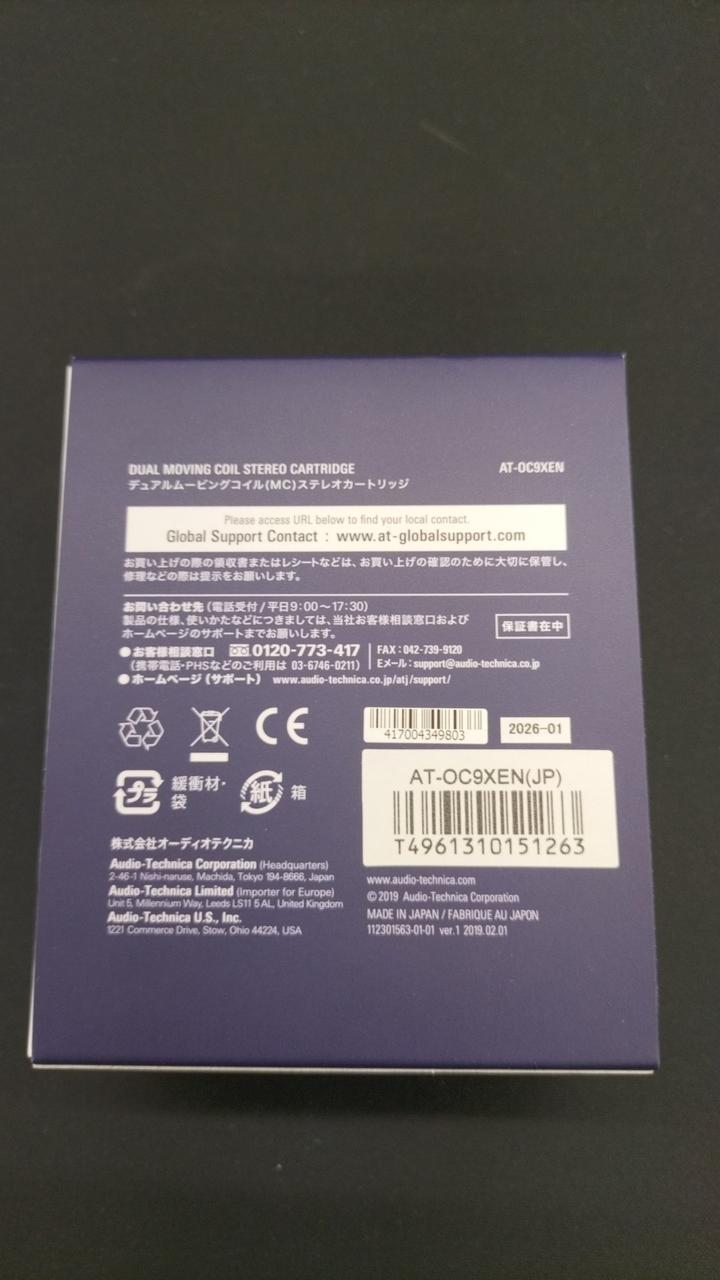 DUAL MOVING COIL STEREO CARTRIDGE
AT-OC9XEN
デュアルムービングコイル(MC)ステレオカートリッジ
Please access URL below to find your local contact.
Global Support Contact : www.at-globalsupport.com
お買い上げの際の領収書またはレシートなどは、お買い上げの確認のために大切に保管し、
修理などの際は提示をお願いします。
お問い合わせ先(電話受付/平日9:00〜17:30)
製品の仕様、使いかたなどにつきましては、当社お客様相談窓口および
ホームページのサポートまでお願いします。
保証書在中
●お客様相談窓口 0120-773-417
(携帯電話・PHSなどのご利用は 03-6746-0211)
FAX:042-739-9120
Eメール:support@audio-technica.co.jp
●ホームページ(サポート) www.audio-technica.co.jp/atj/support/
CE
417004349803
2026-01
プラ
緩衝材・
袋
紙
箱
AT-OC9XEN(JP)
T4961310151263
株式会社オーディオテクニカ
Audio-Technica Corporation (Headquarters)
2-46-1 Nishi-naruse, Machida, Tokyo 194-8666, Japan
Audio-Technica Limited (Importer for Europe)
Unit 5, Millennium Way, Leeds LS11 5AL, United Kingdom
Audio-Technica U.S., Inc.
1221 Commerce Drive, Stow, Ohio 44224, USA
www.audio-technica.com
©2019 Audio-Technica Corporation
MADE IN JAPAN / FABRIQUÉ AU JAPON
112301563-01-01 ver.1 2019.02.01